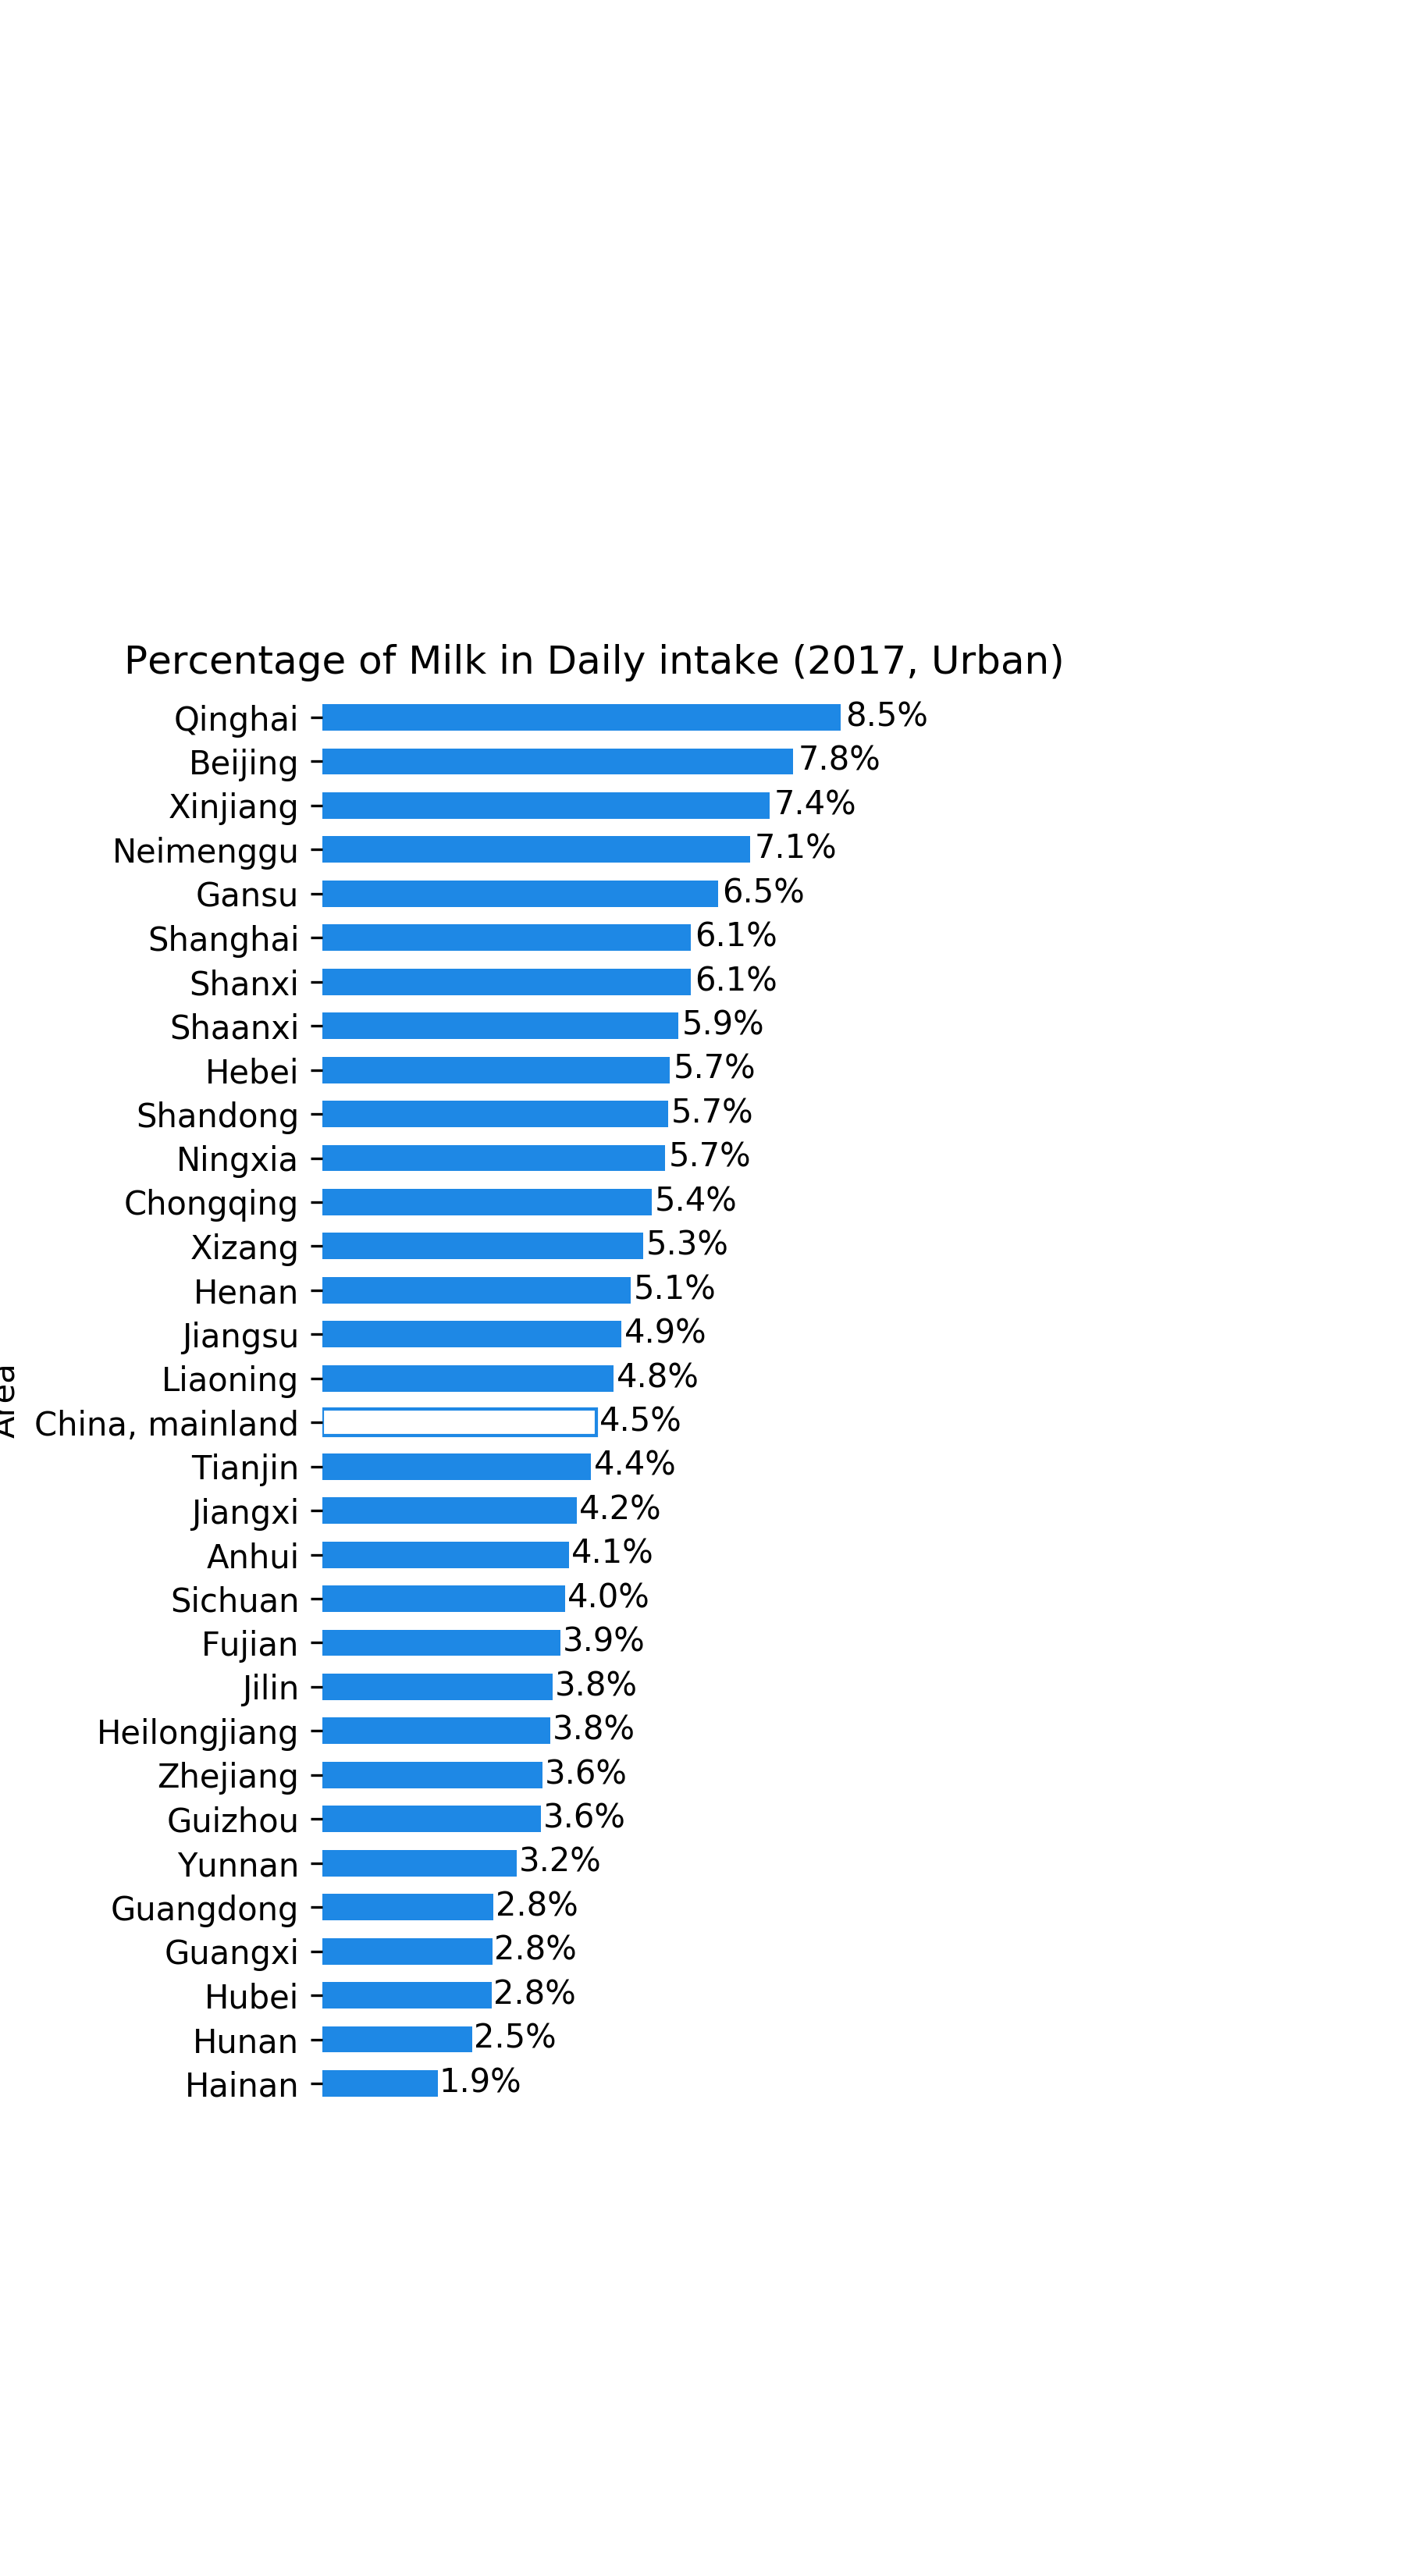 Percentage of Milk in Daily intake (2017, Urban)
Qinghai 8.5%
Beijing 7.8%
Xinjiang 7.4%
Neimenggu 7.1%
Gansu 6.5%
Shanghai 6.1%
Shanxi 6.1%
Shaanxi 5.9%
Hebei 5.7%
Shandong 5.7%
Ningxia 5.7%
Chongqing 5.4%
Xizang 5.3%
Henan 5.1%
Jiangsu 4.9%
Liaoning 4.8%
Area
China, mainland 4.5%
Tianjin 4.4%
Jiangxi 4.2%
Anhui 4.1%
Sichuan 4.0%
Fujian 3.9%
Jilin 3.8%
Heilongjiang 3.8%
Zhejiang 3.6%
Guizhou 3.6%
Yunnan 3.2%
Guangdong 2.8%
Guangxi 2.8%
Hubei 2.8%
Hunan 2.5%
Hainan 1.9%